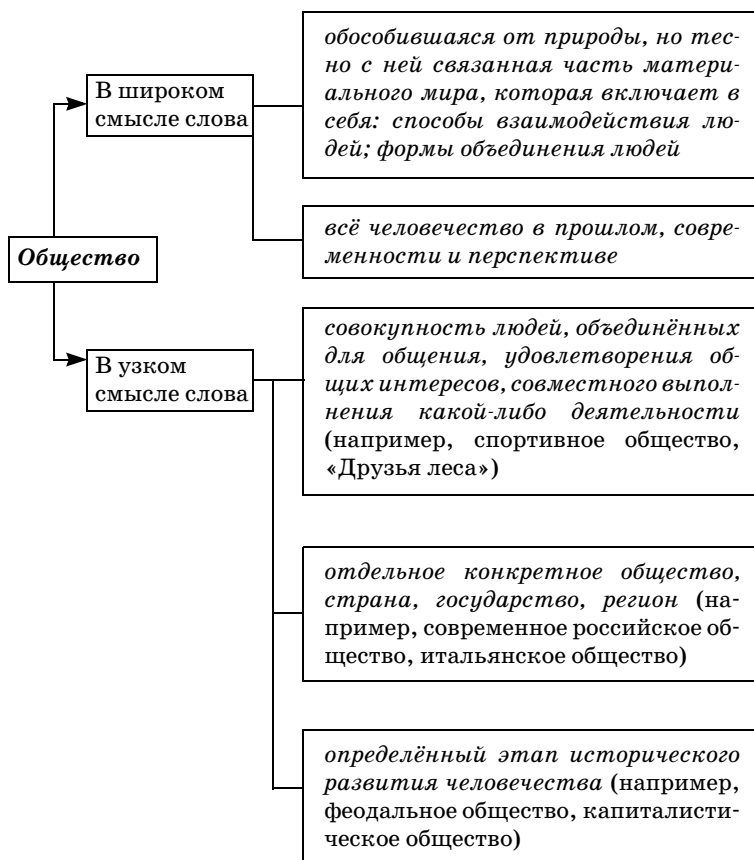 Общество
В широком
смысле слова
обособившаяся от природы, но тес-
но с ней связанная часть матери-
ального мира, которая включает в
себя: способы взаимодействия лю-
дей; формы объединения людей
всё человечество в прошлом, совре-
менности и перспективе
В узком
смысле слова
совокупность людей, объединённых
для общения, удовлетворения об-
щих интересов, совместного выпол-
нения какой-либо деятельности
(например, спортивное общество,
«Друзья леса»)
отдельное конкретное общество,
страна, государство, регион (на-
пример, современное российское об-
щество, итальянское общество)
определённый этап исторического
развития человечества (например,
феодальное общество, капиталисти-
ческое общество)